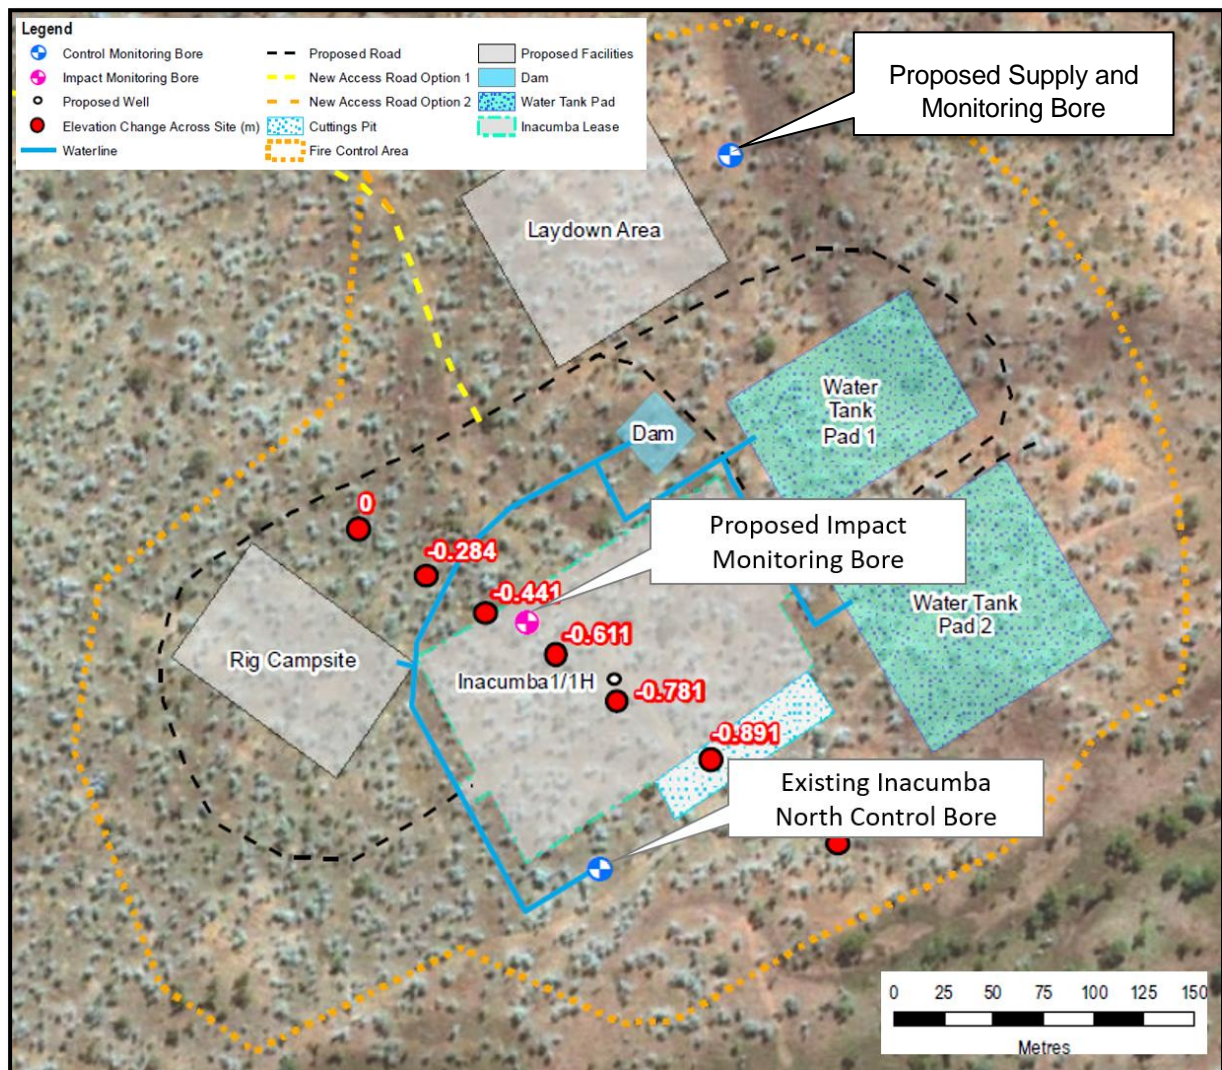 Legend
Control Monitoring Bore
Impact Monitoring Bore
Proposed Well
Elevation Change Across Site (m)
Waterline
Proposed Road
New Access Road Option 1
New Access Road Option 2
Cuttings Pit
Fire Control Area
Proposed Facilities
Dam
Water Tank Pad
Inacumba Lease
Proposed Supply and
Monitoring Bore
Laydown Area
Water
Tank
Pad 1
Dam
0
-0.284
-0.441
Proposed Impact
Monitoring Bore
Water Tank
Pad 2
-0.611
Rig Campsite
Inacumba1/1H
-0.781
-0.891
Existing Inacumba
North Control Bore
0 25 50 75 100 125 150
Metres